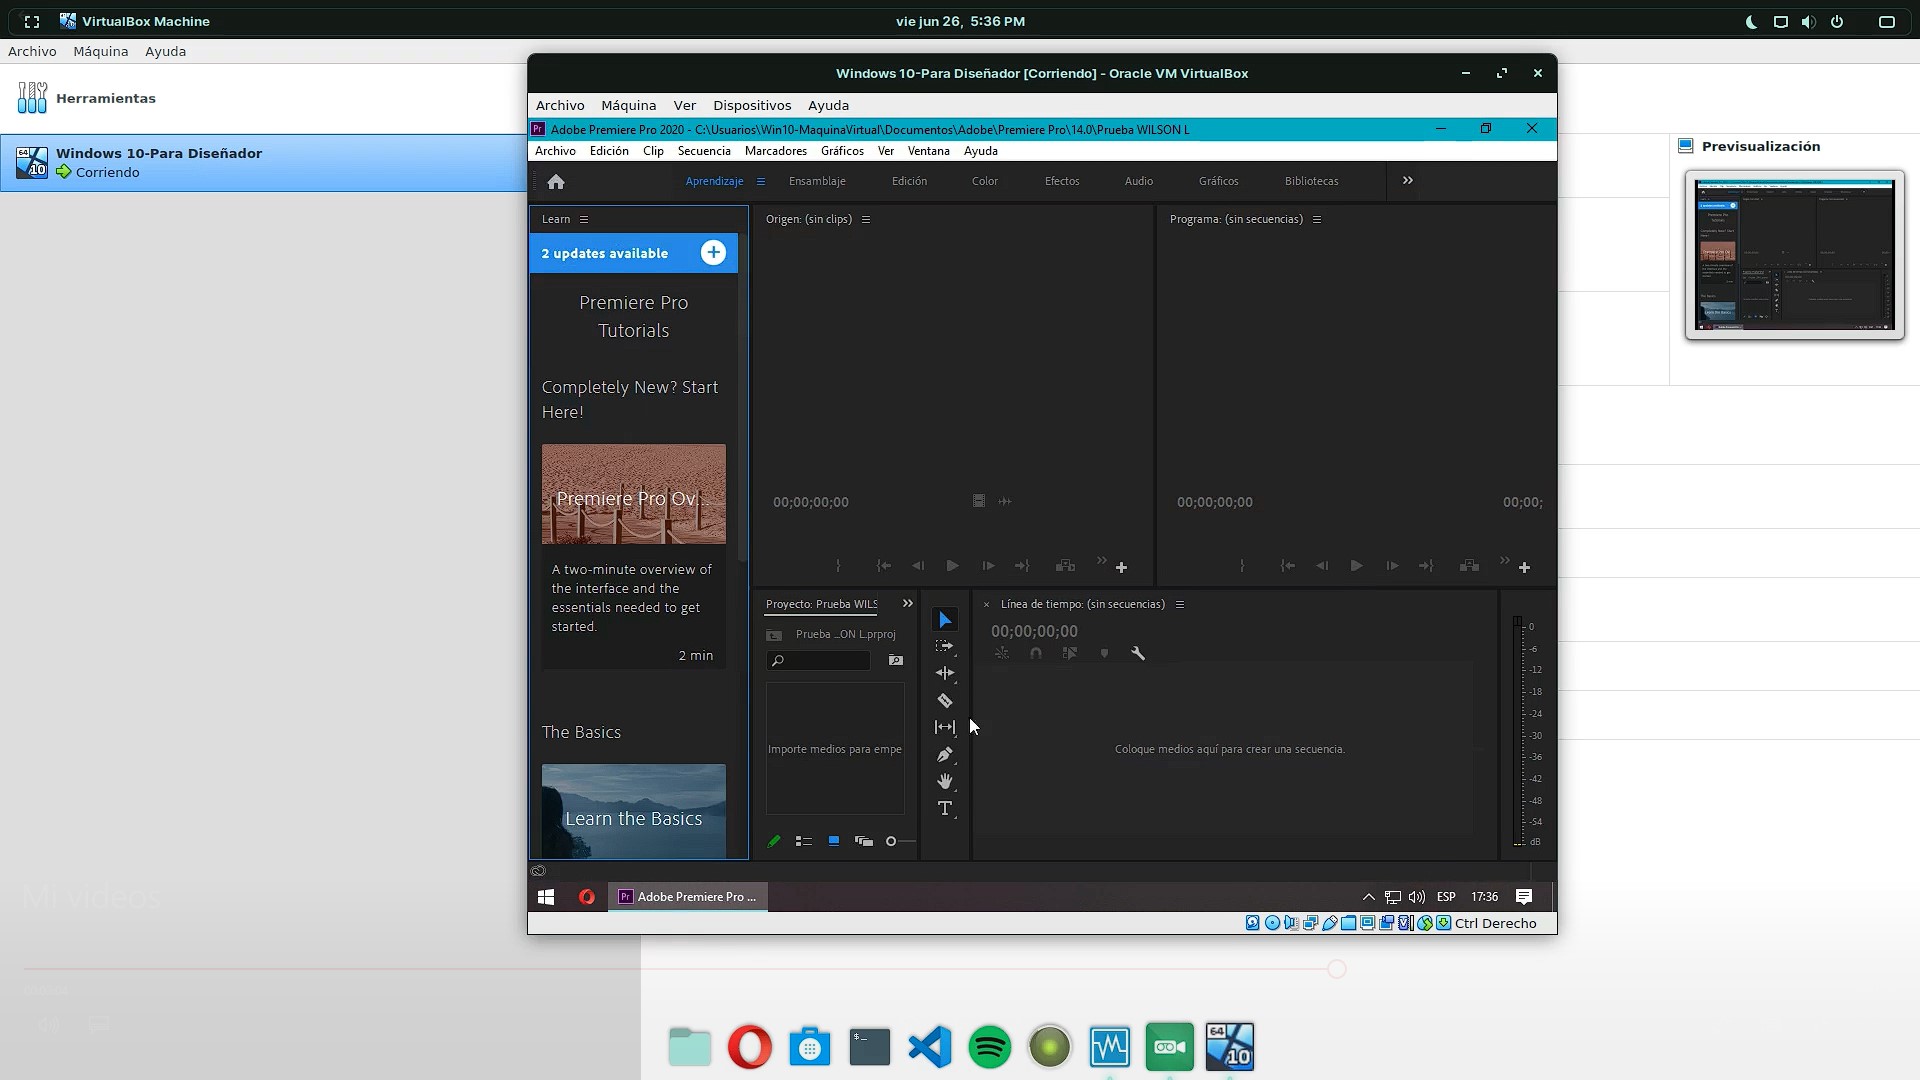 VirtualBox Machine
vie jun 26, 5:36 PM
Archivo Máquina Ayuda
Herramientas
Windows 10-Para Diseñador
Corriendo
Previsualización
Windows 10-Para Diseñador [Corriendo] - Oracle VM VirtualBox
Archivo Máquina Ver Dispositivos Ayuda
Pr Adobe Premiere Pro 2020 - C:\Usuarios\Win10-MaquinaVirtual\Documentos\Adobe\Premiere Pro\14.0\Prueba WILSON L
Archivo Edición Clip Secuencia Marcadores Gráficos Ver Ventana Ayuda
Aprendizaje Ensamblaje Edición Color Efectos Audio Gráficos Bibliotecas
Learn
2 updates available
Premiere Pro
Tutorials
Completely New? Start
Here!
Premiere Pro Ov...
A two-minute overview of
the interface and the
essentials needed to get
started.
2 min
The Basics
Learn the Basics
Origen: (sin clips)
00;00;00;00
Programa: (sin secuencias)
00;00;00;00
00;00;
Proyecto: Prueba WILS
Prueba _ON L.prproj
Importe medios para empe
Línea de tiempo: (sin secuencias)
00;00;00;00
Coloque medios aquí para crear una secuencia.
0
-6
-12
-18
-24
-30
-36
-42
-48
-54
dB
Pr Adobe Premiere Pro ...
ESP 17:36
Ctrl Derecho
Mi videos
64
10